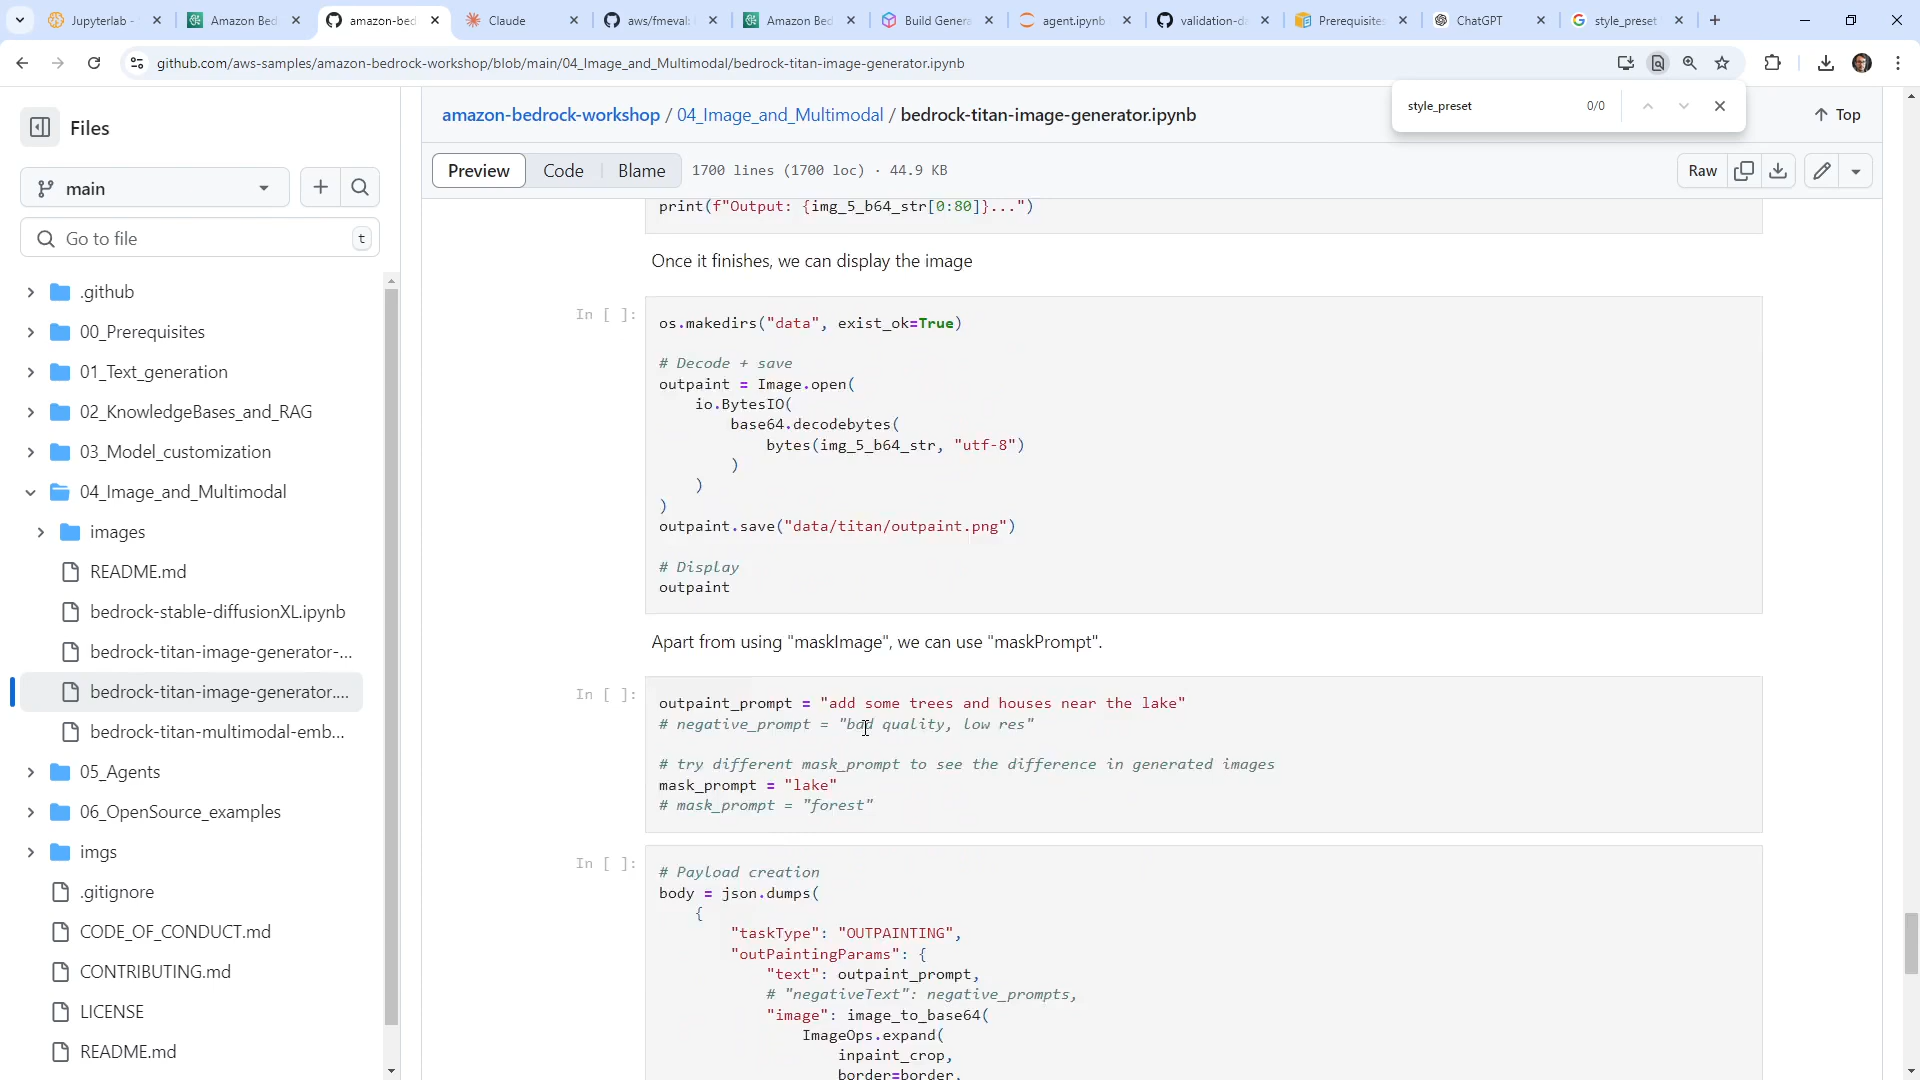 Jupyterlab -
Amazon Bed
amazon-bed
Claude
aws/fmeval:
Amazon Bed
Build Genera
agent.ipynb
validation-da
Prerequisites
ChatGPT
style_preset
github.com/aws-samples/amazon-bedrock-workshop/blob/main/04_Image_and_Multimodal/bedrock-titan-image-generator.ipynb
style_preset 0/0
Files
main
Go to file t
.github
00_Prerequisites
01_Text_generation
02_KnowledgeBases_and_RAG
03_Model_customization
04_Image_and_Multimodal
images
README.md
bedrock-stable-diffusionXL.ipynb
bedrock-titan-image-generator-...
bedrock-titan-image-generator....
bedrock-titan-multimodal-emb...
05_Agents
06_OpenSource_examples
imgs
.gitignore
CODE_OF_CONDUCT.md
CONTRIBUTING.md
LICENSE
README.md
amazon-bedrock-workshop / 04_Image_and_Multimodal / bedrock-titan-image-generator.ipynb
Top
Preview Code Blame 1700 lines (1700 loc) · 44.9 KB
Raw
print(f"Output: {img_5_b64_str[0:80]}...")
Once it finishes, we can display the image
In [ ]:
os.makedirs("data", exist_ok=True)
# Decode + save
outpaint = Image.open(
io.BytesIO(
base64.decodebytes(
bytes(img_5_b64_str, "utf-8")
)
)
)
outpaint.save("data/titan/outpaint.png")
# Display
outpaint
Apart from using "maskImage", we can use "maskPrompt".
In [ ]:
outpaint_prompt = "add some trees and houses near the lake"
# negative_prompt = "bad quality, low res"
# try different mask_prompt to see the difference in generated images
mask_prompt = "lake"
# mask_prompt = "forest"
In [ ]:
# Payload creation
body = json.dumps(
{
"taskType": "OUTPAINTING",
"outPaintingParams": {
"text": outpaint_prompt,
# "negativeText": negative_prompts,
"image": image_to_base64(
ImageOps.expand(
inpaint_crop,
border=border,